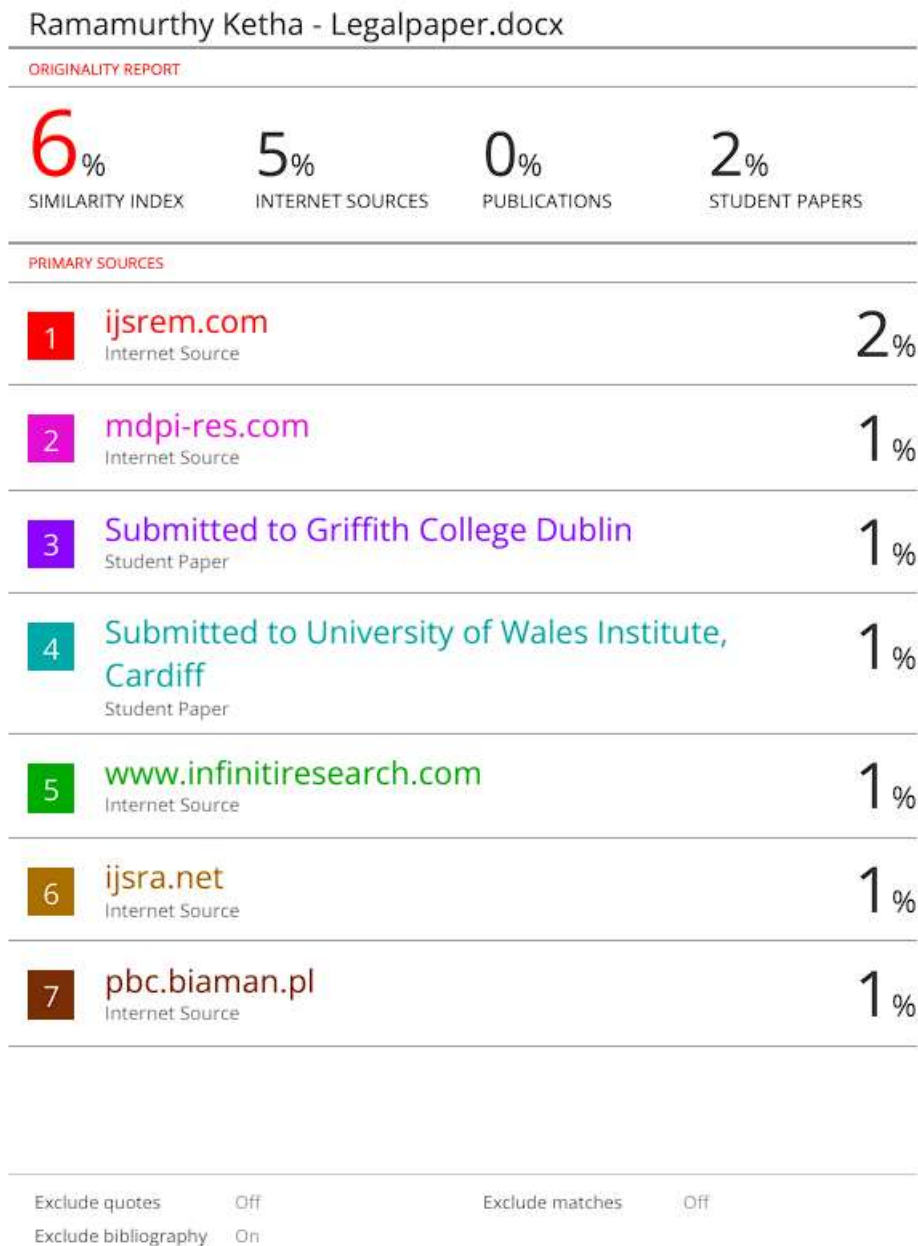 Ramamurthy Ketha - Legalpaper.docx
ORIGINALITY REPORT
6% 5% 0% 2%
SIMILARITY INDEX INTERNET SOURCES PUBLICATIONS STUDENT PAPERS
PRIMARY SOURCES
1 ijsrem.com 2%
Internet Source
2 mdpi-res.com 1%
Internet Source
3 Submitted to Griffith College Dublin 1%
Student Paper
4 Submitted to University of Wales Institute, 1%
Cardiff
Student Paper
5 www.infinitiresearch.com 1%
Internet Source
6 ijsra.net 1%
Internet Source
7 pbc.biaman.pl 1%
Internet Source
Exclude quotes Off Exclude matches Off
Exclude bibliography On